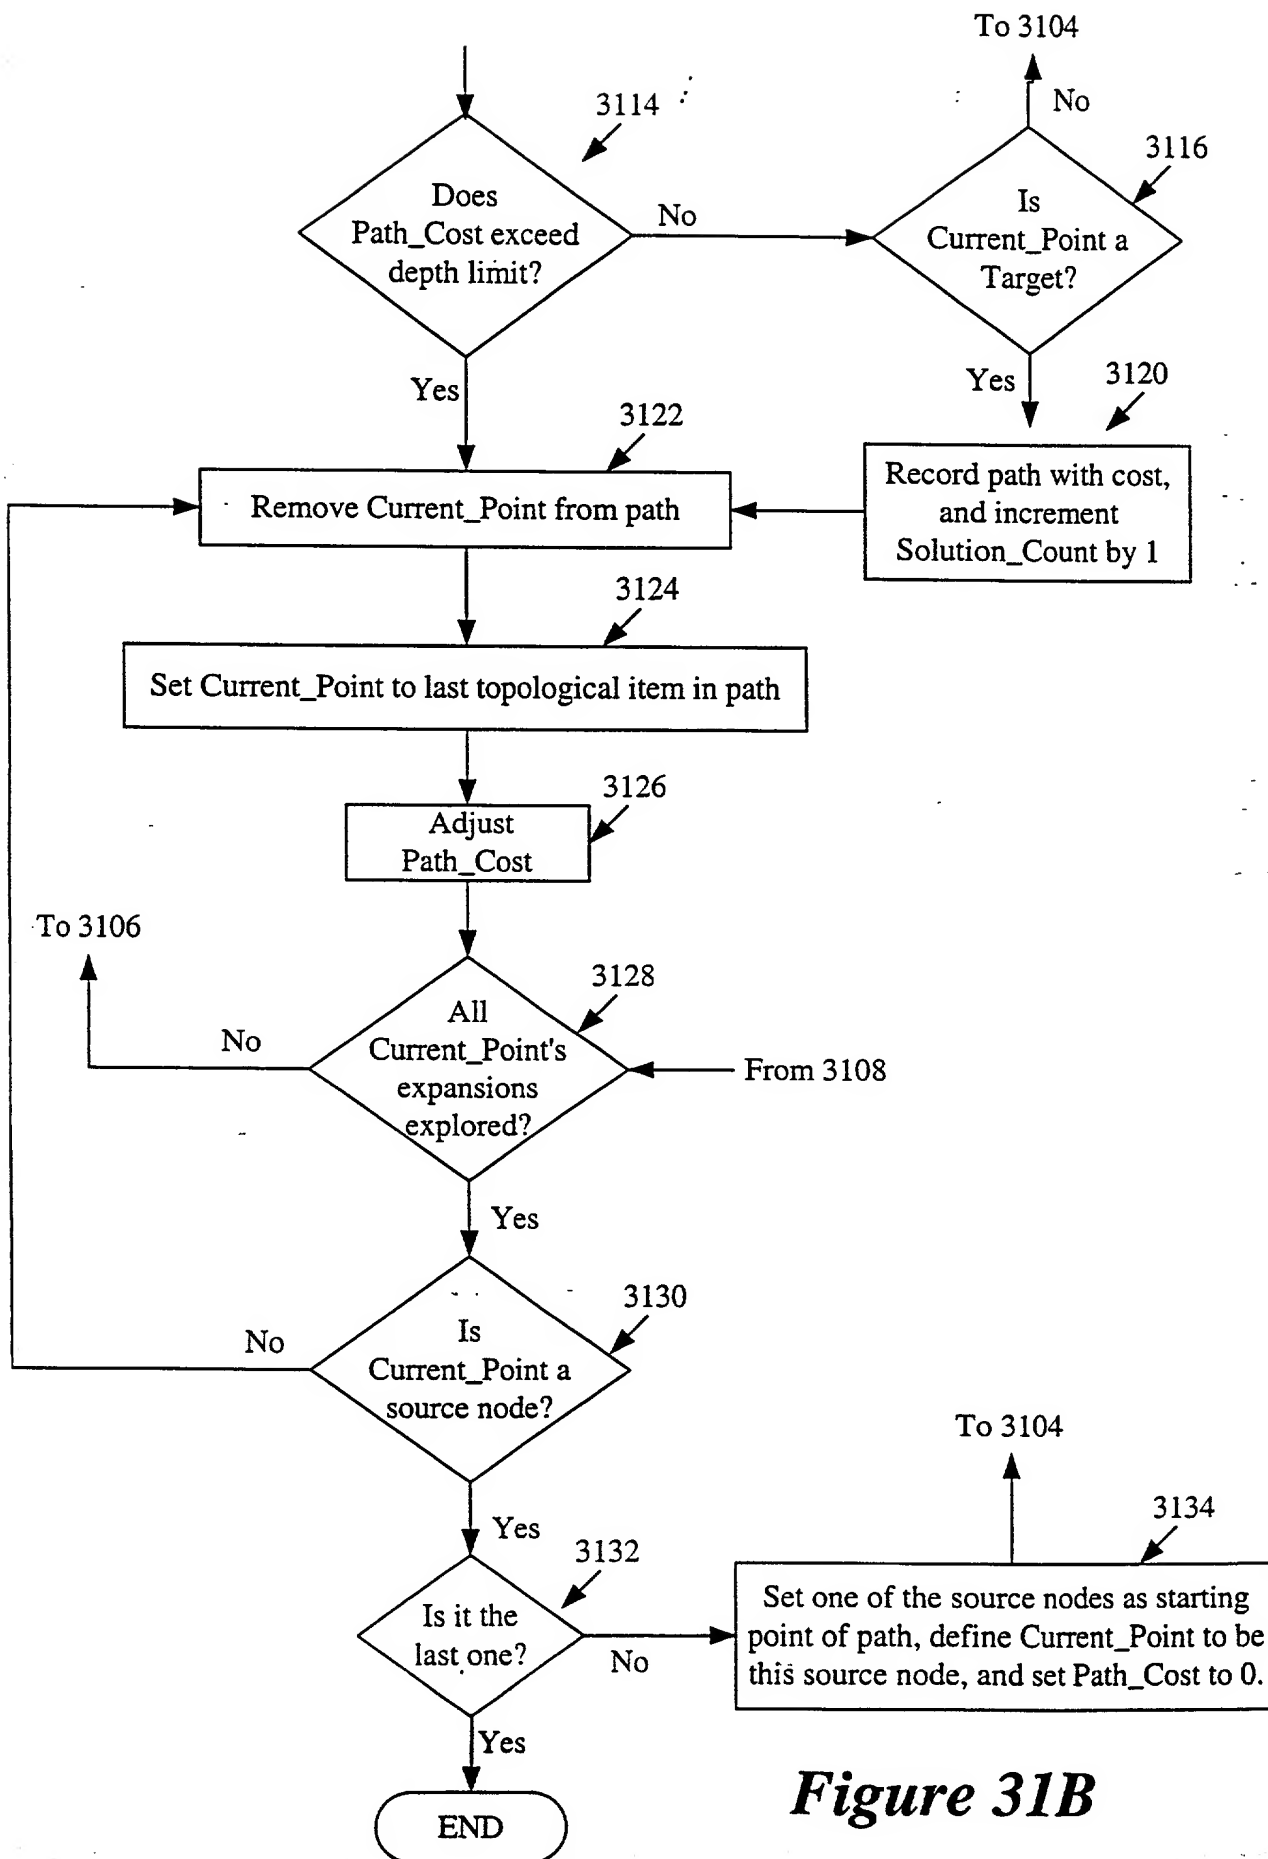 To 3104
No
3114
3116
Does
Path_Cost exceed
depth limit?
No
Is
Current_Point a
Target?
Yes
Yes
3120
3122
Record path with cost,
and increment
Solution_Count by 1
Remove Current_Point from path
3124
Set Current_Point to last topological item in path
3126
Adjust
Path_Cost
To 3106
3128
All
Current_Point's
expansions
explored?
No
From 3108
Yes
3130
No
Is
Current_Point a
source node?
To 3104
Yes
3134
3132
Is it the
last one?
No
Set one of the source nodes as starting
point of path, define Current_Point to be
this source node, and set Path_Cost to 0.
Yes
Figure 31B
END